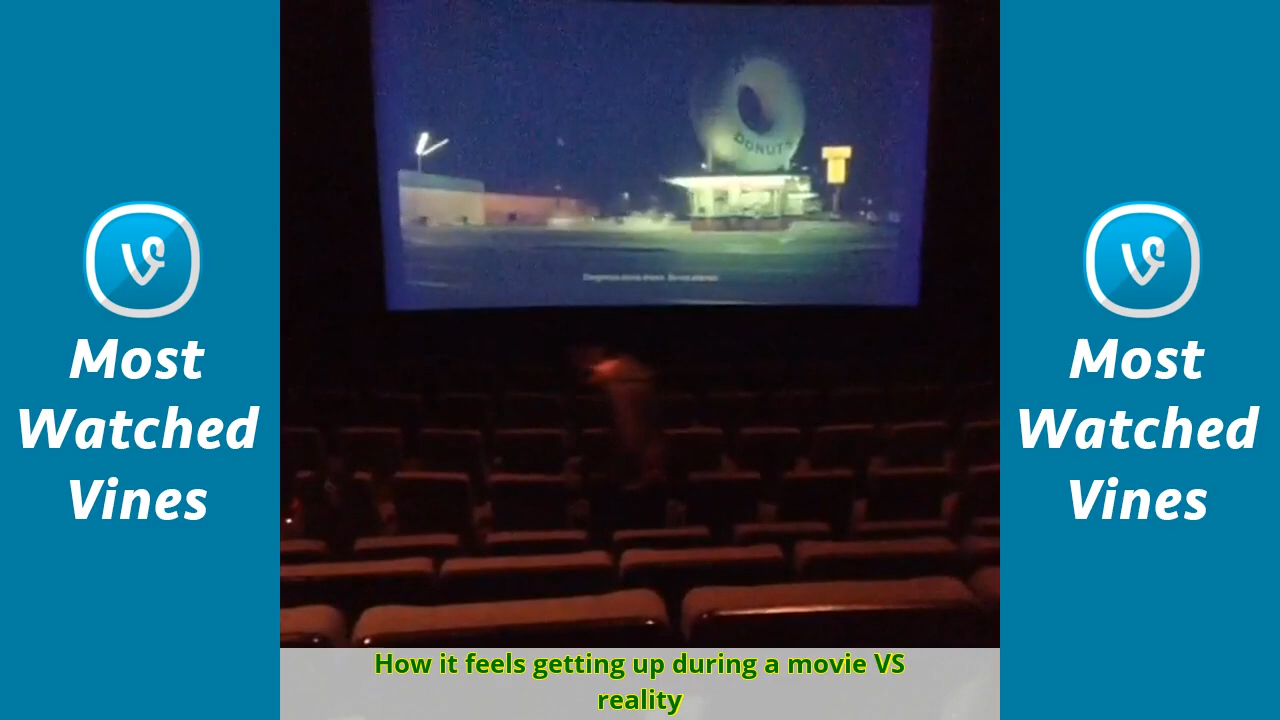 Most
Watched
Vines
DONUTS
Most
Watched
Vines
How it feels getting up during a movie VS
reality